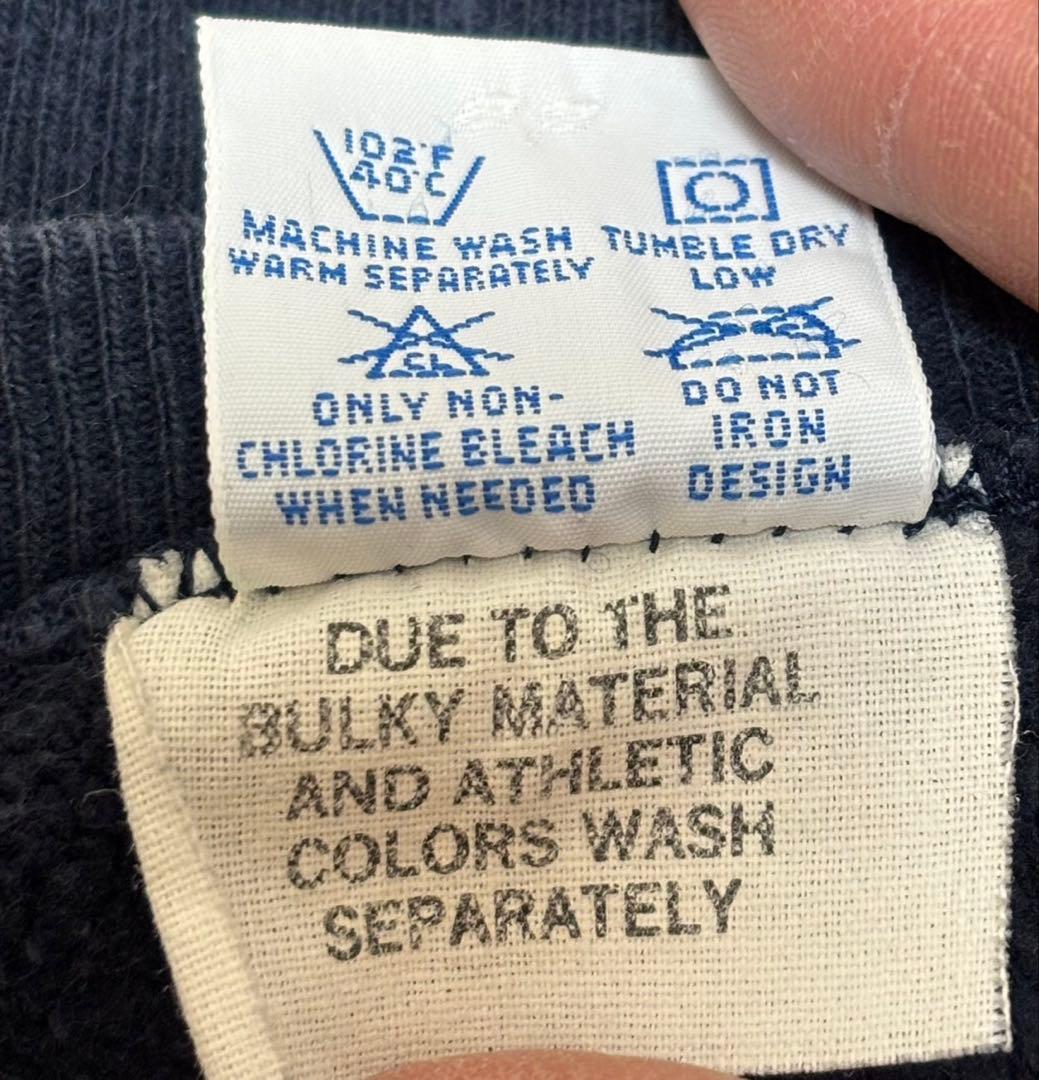 102°F
40°C
MACHINE WASH
WARM SEPARATELY
TUMBLE DRY
LOW
CL
ONLY NON-
CHLORINE BLEACH
WHEN NEEDED
DO NOT
IRON
DESIGN
DUE TO THE
BULKY MATERIAL
AND ATHLETIC
COLORS WASH
SEPARATELY